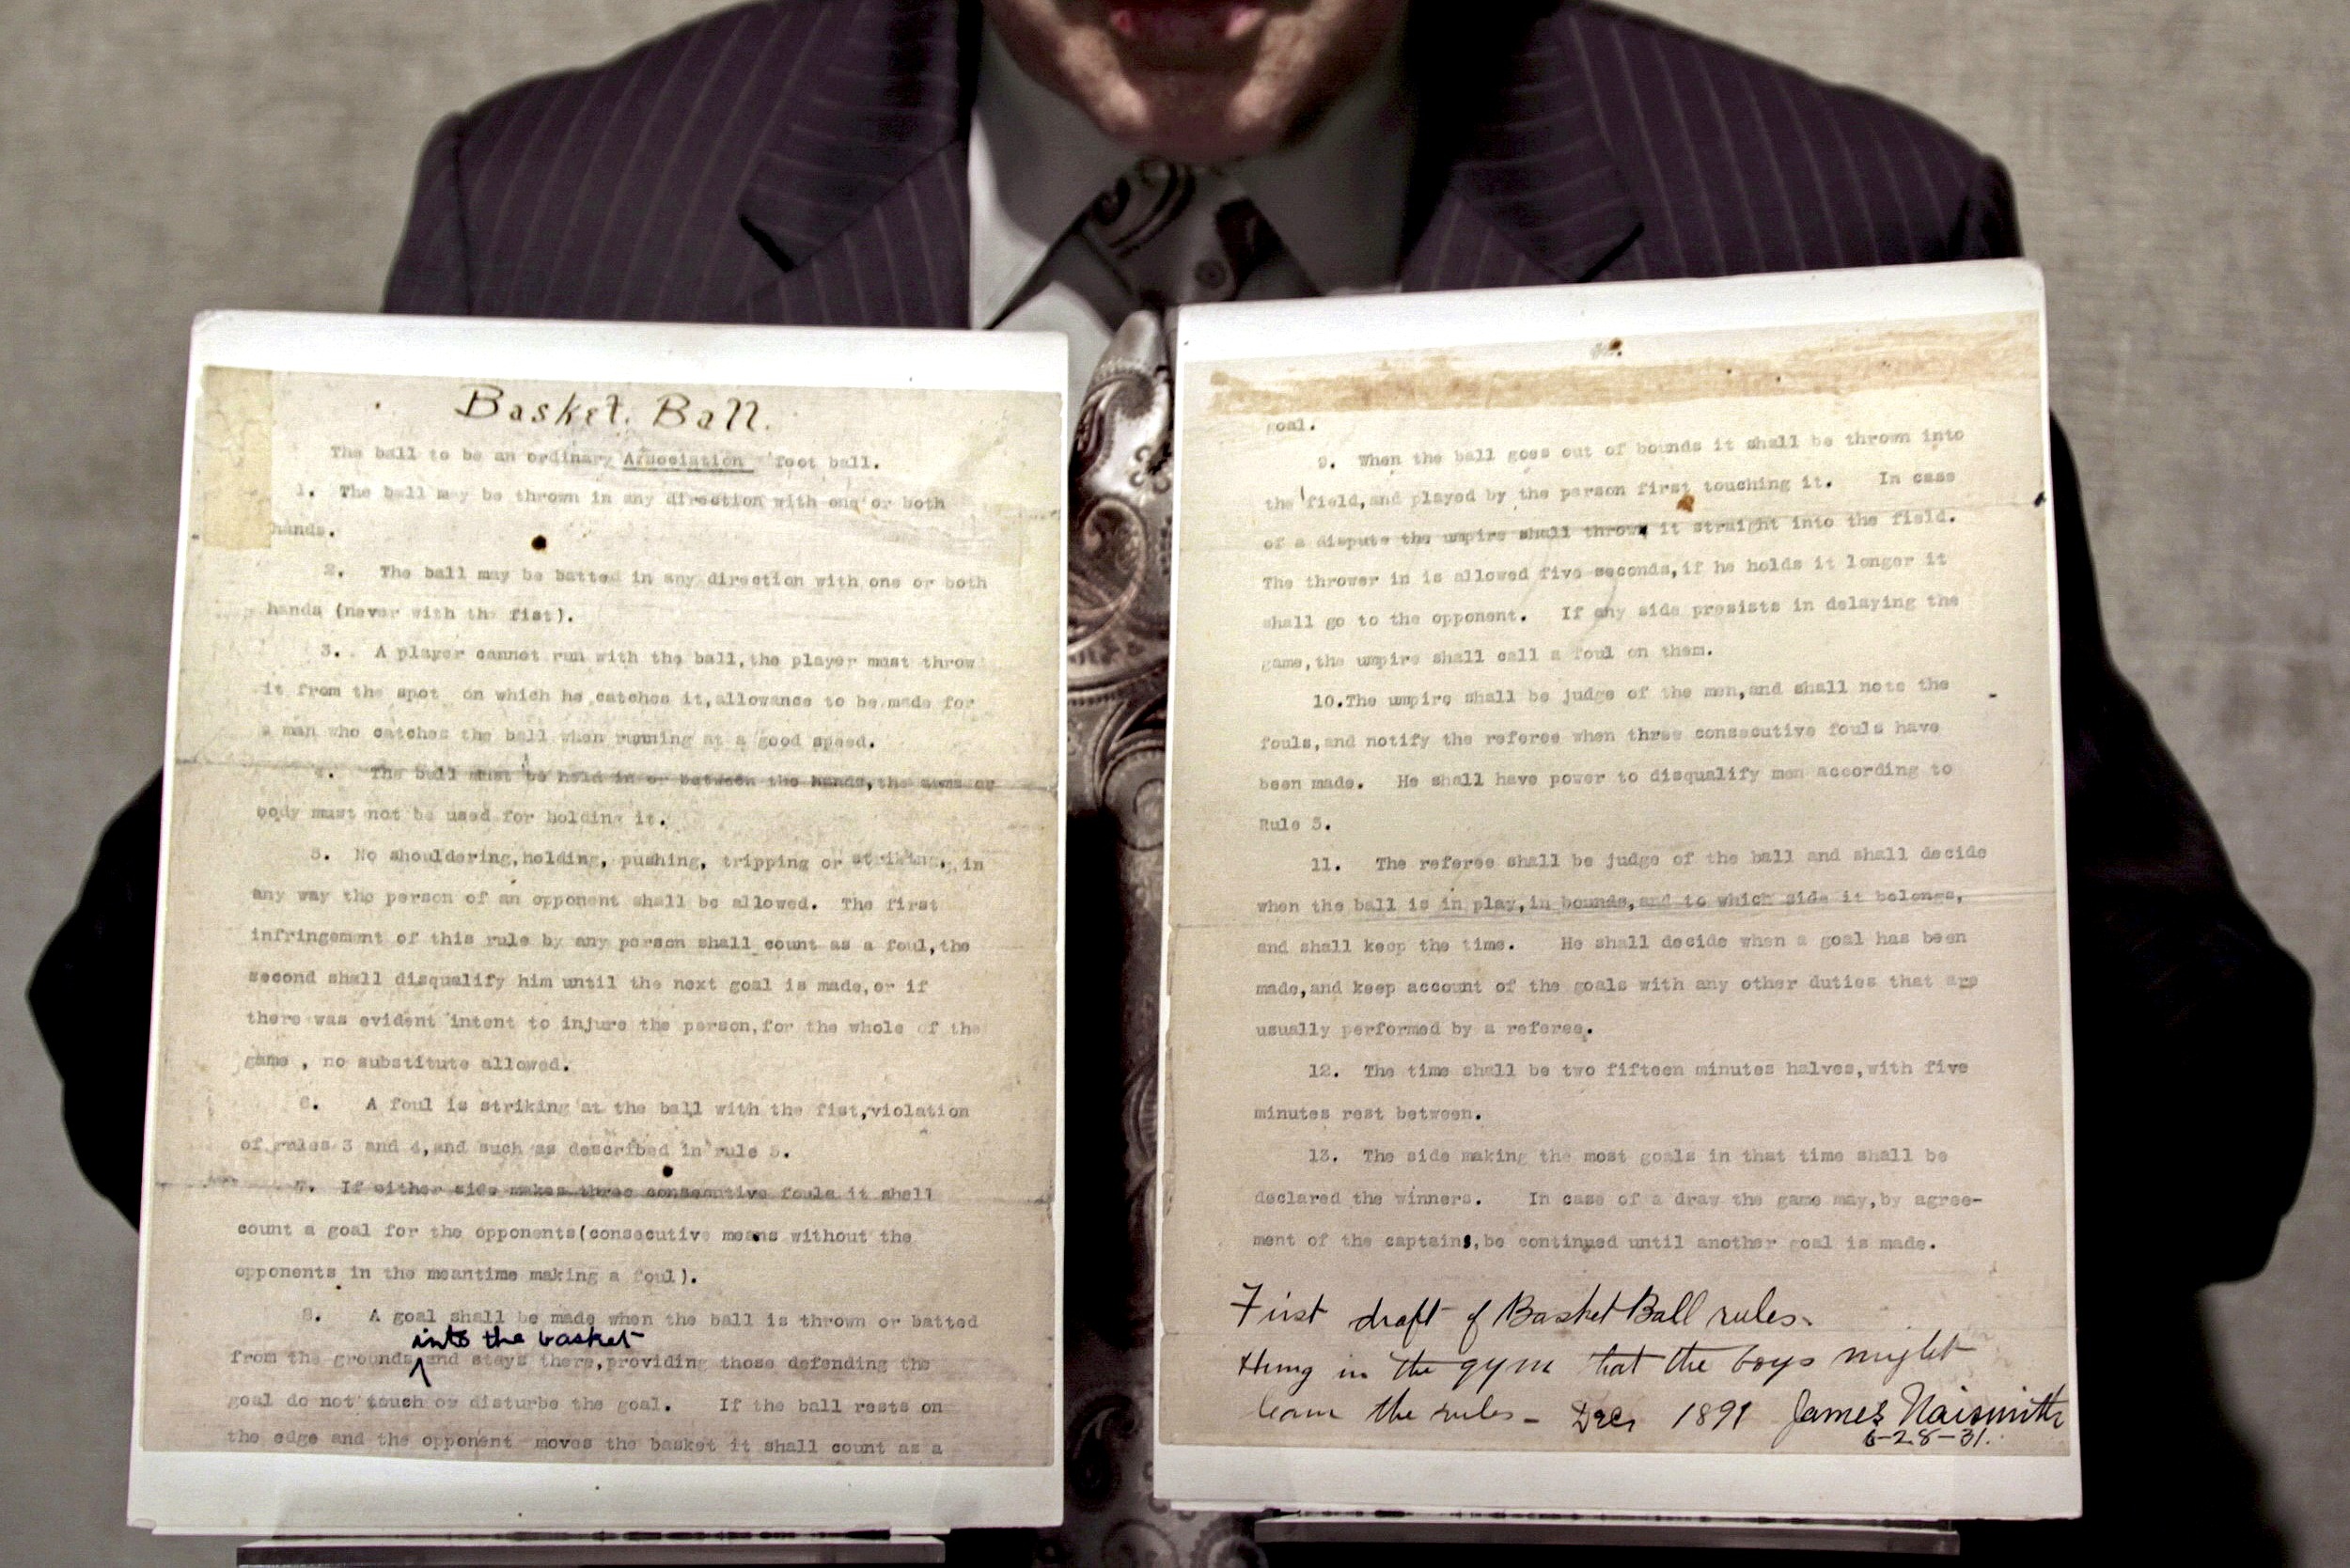 Basket. Ball.
The ball to be an ordinary Association foot ball.
1. The ball may be thrown in any direction with one or both
hands.
2. The ball may be batted in any direction with one or both
hands (never with the fist).
3. A player cannot run with the ball,the player must throw
it from the spot on which he catches it,allowance to be made for
a man who catches the ball when running at a good speed.
4. The ball must be held in or between the hands,the arms or
body must not be used for holding it.
5. No shouldering,holding, pushing, tripping or striking, in
any way the person of an opponent shall be allowed. The first
infringement of this rule by any person shall count as a foul,the
second shall disqualify him until the next goal is made,or if
there was evident intent to injure the person,for the whole of the
game , no substitute allowed.
6. A foul is striking at the ball with the fist,violation
of rules 3 and 4,and such as described in rule 5.
7. If either side makes three consecutive fouls it shall
count a goal for the opponents(consecutive means without the
opponents in the meantime making a foul).
8. A goal shall be made when the ball is thrown or batted
into the basket
from the grounds and stays there,providing those defending the
goal do not touch or disturbe the goal. If the ball rests on
the edge and the opponent moves the basket it shall count as a
goal.
9. When the ball goes out of bounds it shall be thrown into
the field,and played by the person first touching it. In case
of a dispute the umpire shall throw it straight into the field.
The thrower in is allowed five seconds,if he holds it longer it
shall go to the opponent. If any side presists in delaying the
game,the umpire shall call a foul on them.
10.The umpire shall be judge of the men,and shall note the
fouls,and notify the referee when three consecutive fouls have
been made. He shall have power to disqualify men according to
Rule 5.
11. The referee shall be judge of the ball and shall decide
when the ball is in play,in bounds,and to which side it belongs,
and shall keep the time. He shall decide when a goal has been
made,and keep account of the goals with any other duties that are
usually performed by a referee.
12. The time shall be two fifteen minutes halves,with five
minutes rest between.
13. The side making the most goals in that time shall be
declared the winners. In case of a draw the game may,by agree-
ment of the captains,be continued until another goal is made.
First draft of Basket Ball rules.
Hung in the gym that the boys might
learn the rules - Dec 1891 James Naismith
6-28-31.